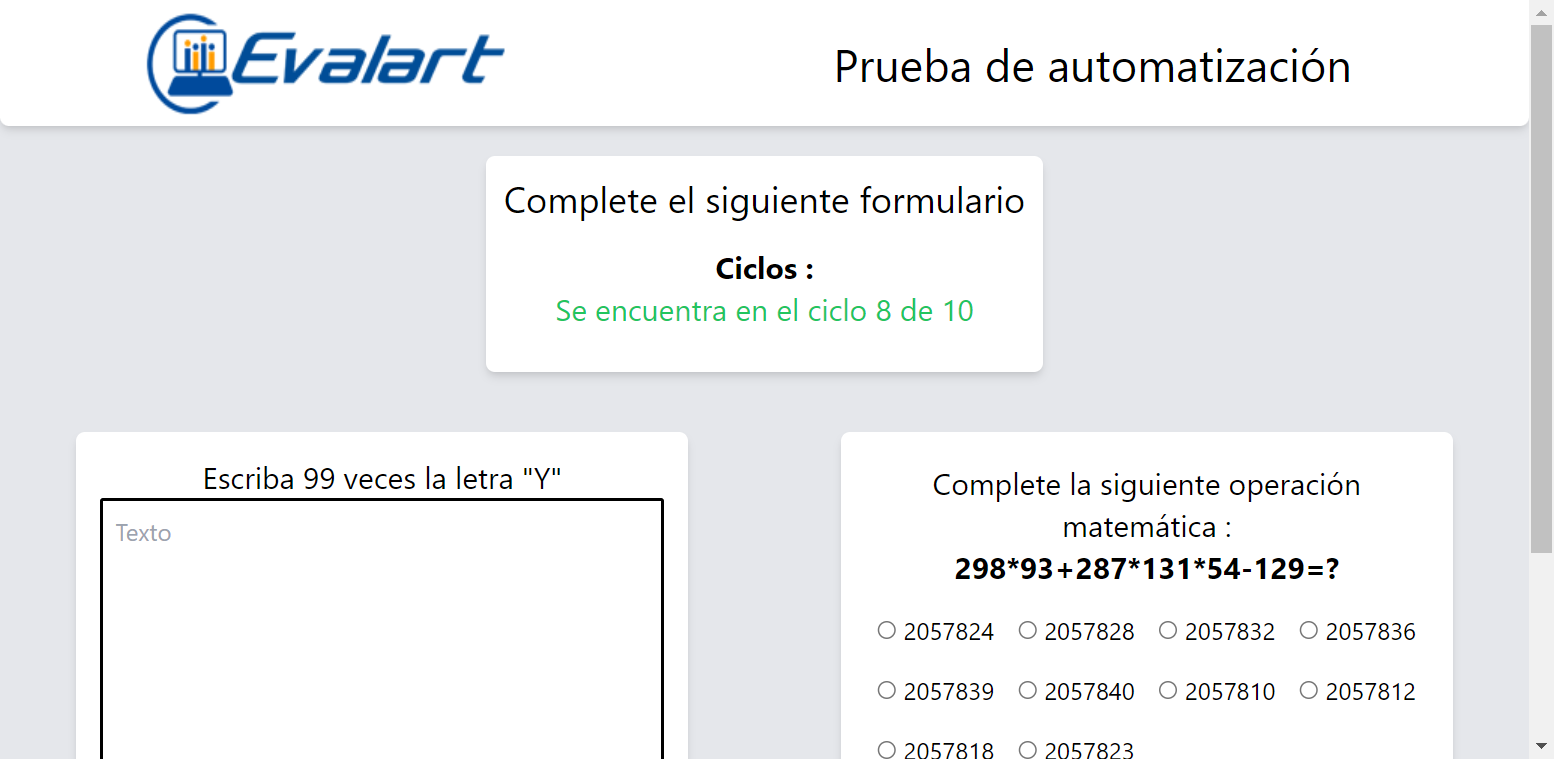 Evalart
Prueba de automatización
Complete el siguiente formulario
Ciclos :
Se encuentra en el ciclo 8 de 10
Escriba 99 veces la letra "Y"
Texto
Complete la siguiente operación
matemática :
298*93+287*131*54-129=?
2057824 2057828 2057832 2057836
2057839 2057840 2057810 2057812
2057818 2057823